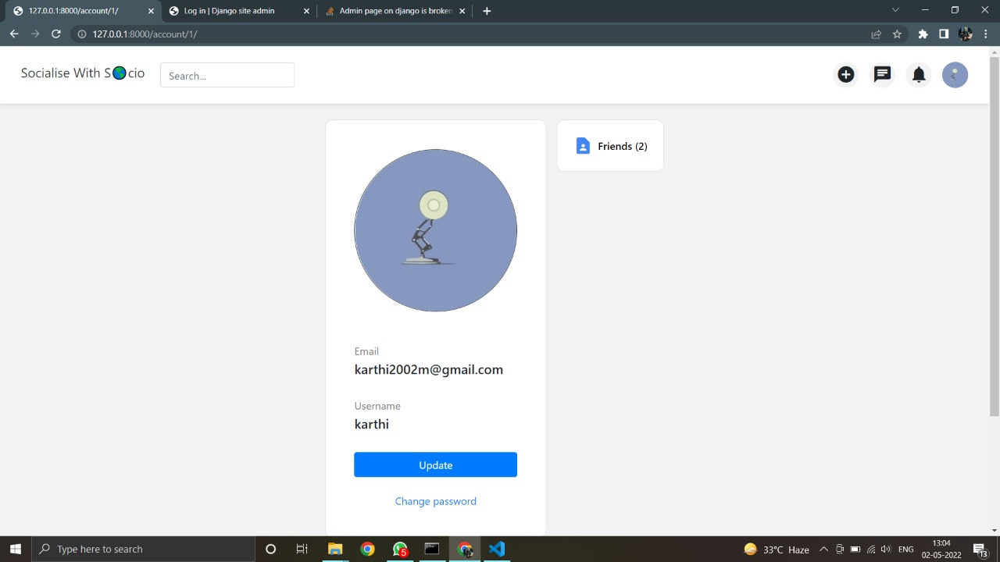 127.0.0.1:8000/account/1/
Log in | Django site admin
Admin page on django is broken
127.0.0.1:8000/account/1/
Socialise With S🌎cio
Search...
Friends (2)
Email
karthi2002m@gmail.com
Username
karthi
Update
Change password
Type here to search
5
33°C Haze
ENG
13:04
02-05-2022
13